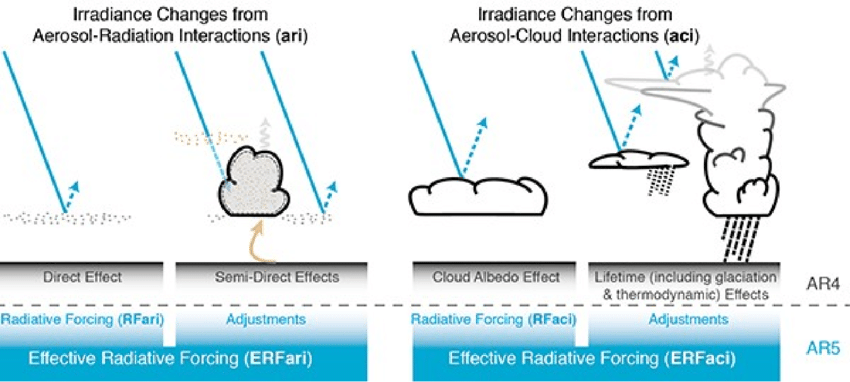 Irradiance Changes from
Aerosol-Radiation Interactions (ari)
Irradiance Changes from
Aerosol-Cloud Interactions (aci)
Direct Effect
Semi-Direct Effects
Cloud Albedo Effect
Lifetime (including glaciation
& thermodynamic) Effects
AR4
Radiative Forcing (RFari)
Adjustments
Radiative Forcing (RFaci)
Adjustments
AR5
Effective Radiative Forcing (ERFari)
Effective Radiative Forcing (ERFaci)